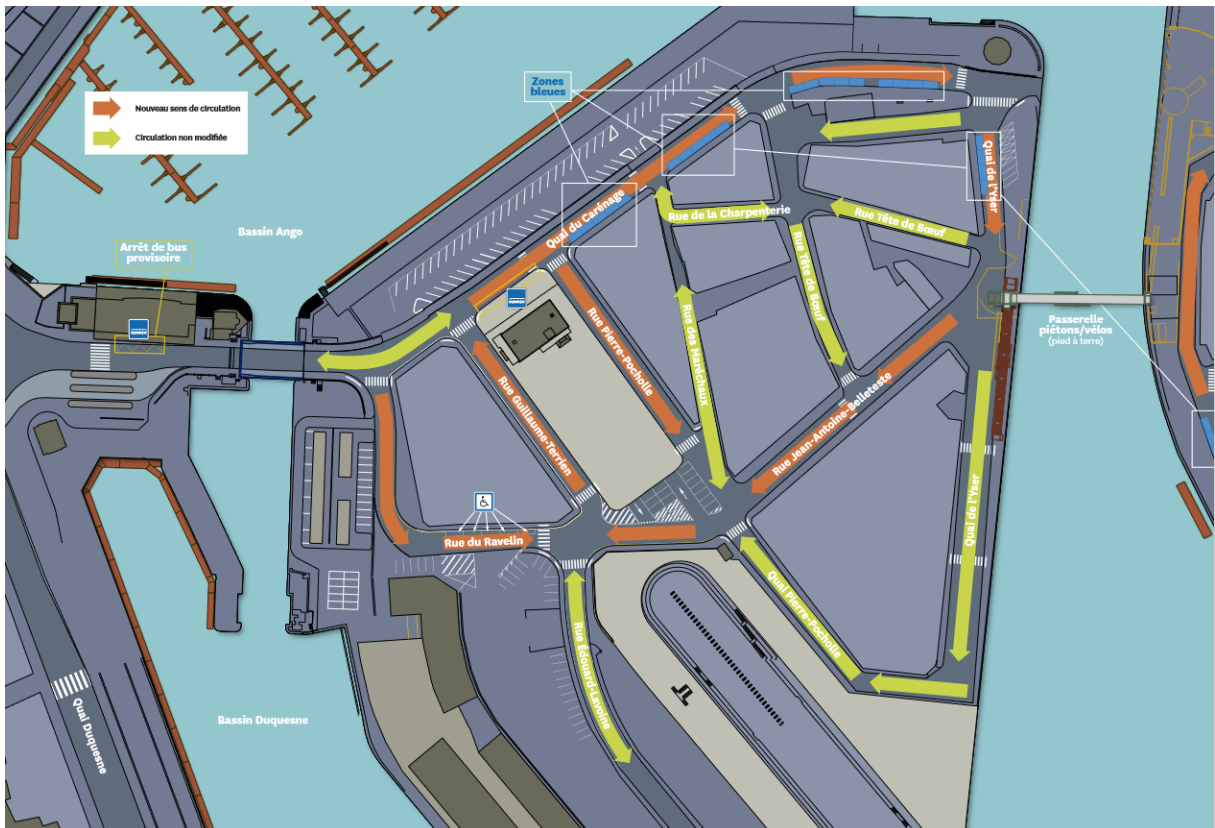 Nouveau sens de circulation
Circulation non modifiée
Zones
bleues
Bassin Ango
Arrêt de bus
provisoire
Quai du Carénage
Quai de l'Yser
Rue de la Charpenterie
Rue Tête de Bœuf
Rue Tête de Bœuf
Rue Pierre-Pocholle
Rue des Maréchaux
Rue Guillaume-Terrien
Passerelle
piétons/vélos
(pied à terre)
Rue Jean-Antoine-Belleteste
Quai de l'Yser
Rue du Ravelin
Quai Pierre-Pocholle
Rue Édouard-Lavoine
Quai Duquesne
Bassin Duquesne